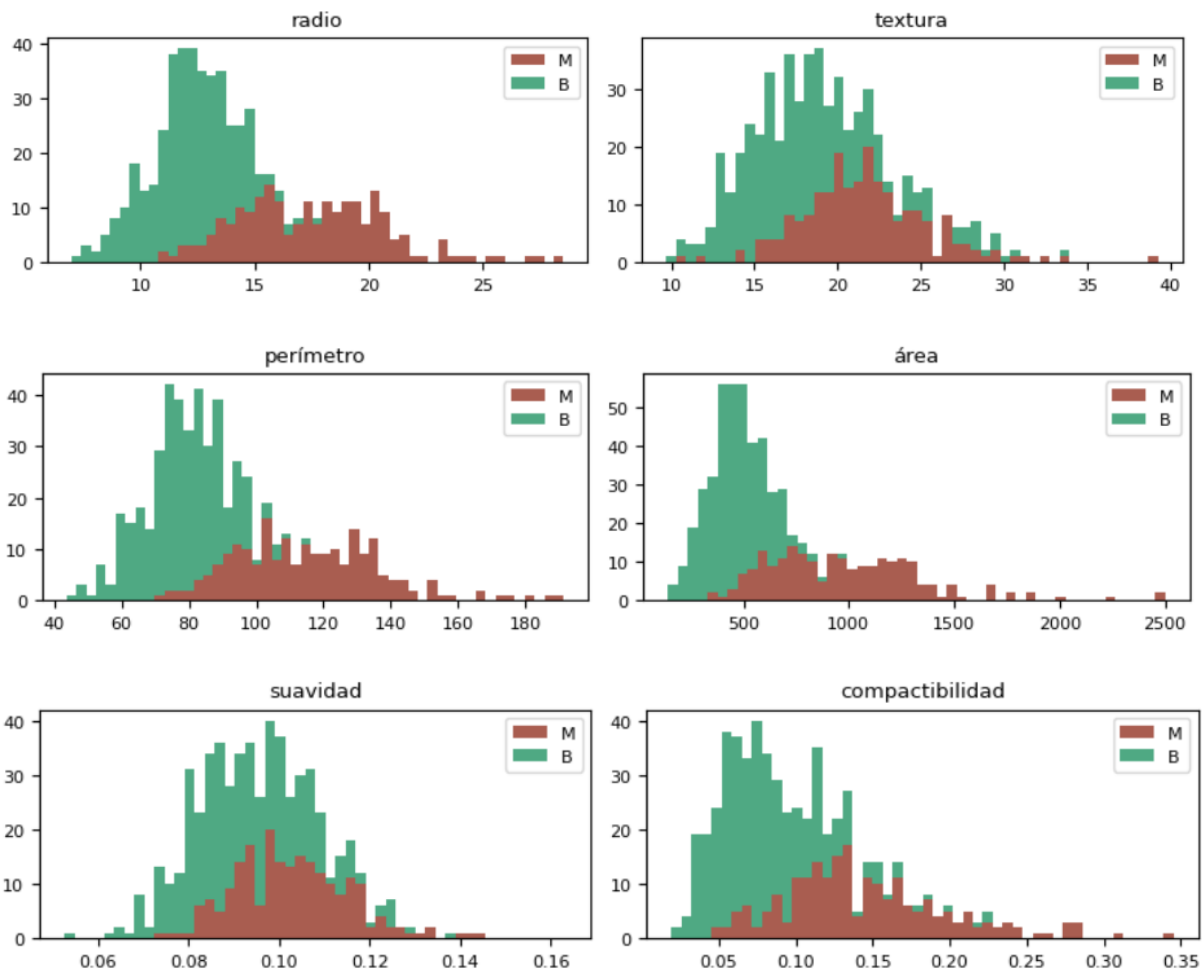 radio
M
B
40
30
20
10
0
10 15 20 25
textura
M
B
30
20
10
0
10 15 20 25 30 35 40
perímetro
M
B
40
30
20
10
0
40 60 80 100 120 140 160 180
área
M
B
50
40
30
20
10
0
500 1000 1500 2000 2500
suavidad
M
B
40
30
20
10
0
0.06 0.08 0.10 0.12 0.14 0.16
compactibilidad
M
B
40
30
20
10
0
0.05 0.10 0.15 0.20 0.25 0.30 0.35